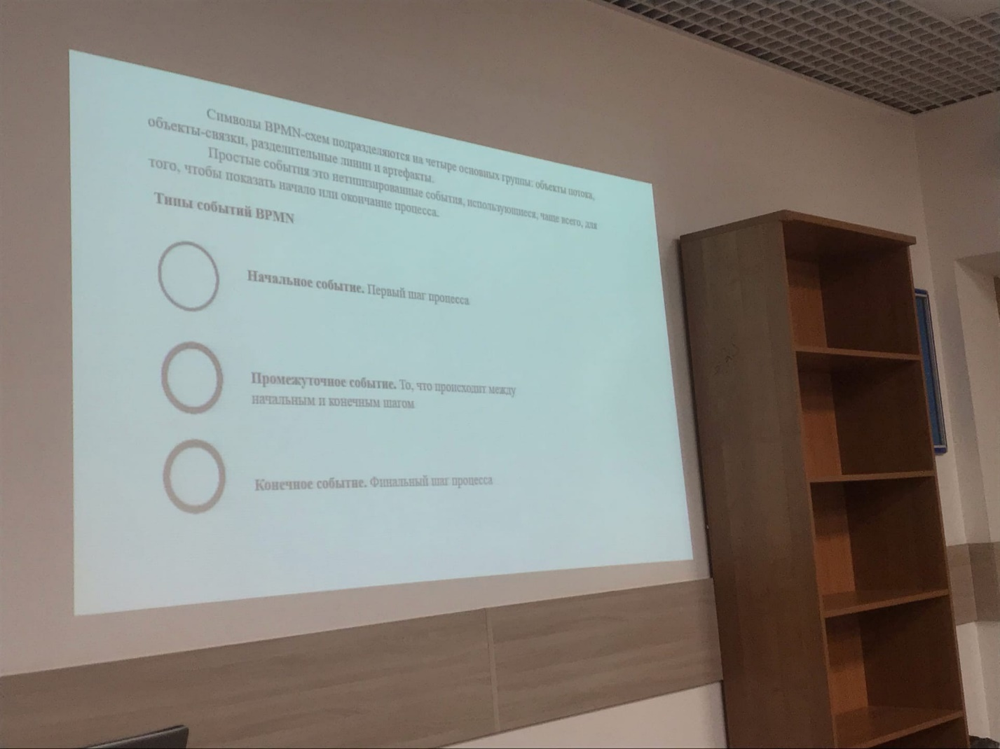 Символы BPMN-схем подразделяются на четыре основных группы: объекты потока,
объекты-связки, разделительные линии и артефакты.
Простые события это нетипизированные события, использующиеся, чаще всего, для
того, чтобы показать начало или окончание процесса.
Типы событий BPMN
Начальное событие. Первый шаг процесса
Промежуточное событие. То, что происходит между
начальным и конечным шагом
Конечное событие. Финальный шаг процесса